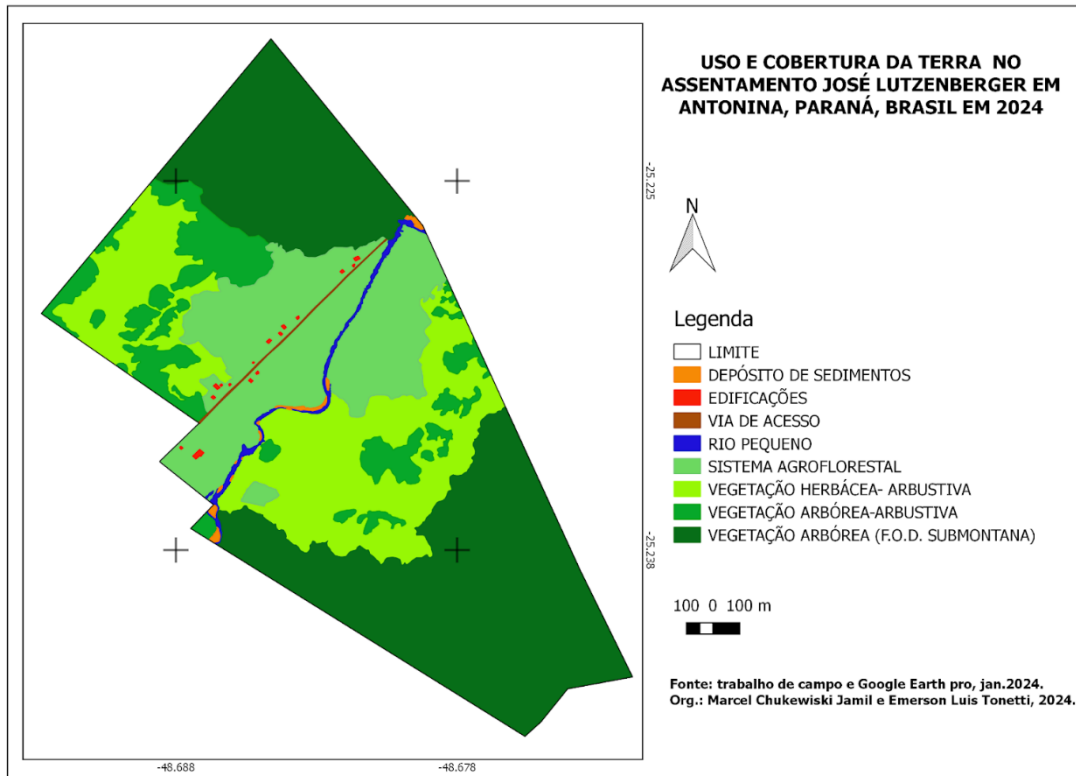 USO E COBERTURA DA TERRA NO
ASSENTAMENTO JOSÉ LUTZENBERGER EM
ANTONINA, PARANÁ, BRASIL EM 2024
-25.225
N
Legenda
LIMITE
DEPÓSITO DE SEDIMENTOS
EDIFICAÇÕES
VIA DE ACESSO
RIO PEQUENO
SISTEMA AGROFLORESTAL
VEGETAÇÃO HERBÁCEA- ARBUSTIVA
VEGETAÇÃO ARBÓREA-ARBUSTIVA
VEGETAÇÃO ARBÓREA (F.O.D. SUBMONTANA)
-25.238
100 0 100 m
Fonte: trabalho de campo e Google Earth pro, jan.2024.
Org.: Marcel Chukewiski Jamil e Emerson Luis Tonetti, 2024.
-48.688
-48.678